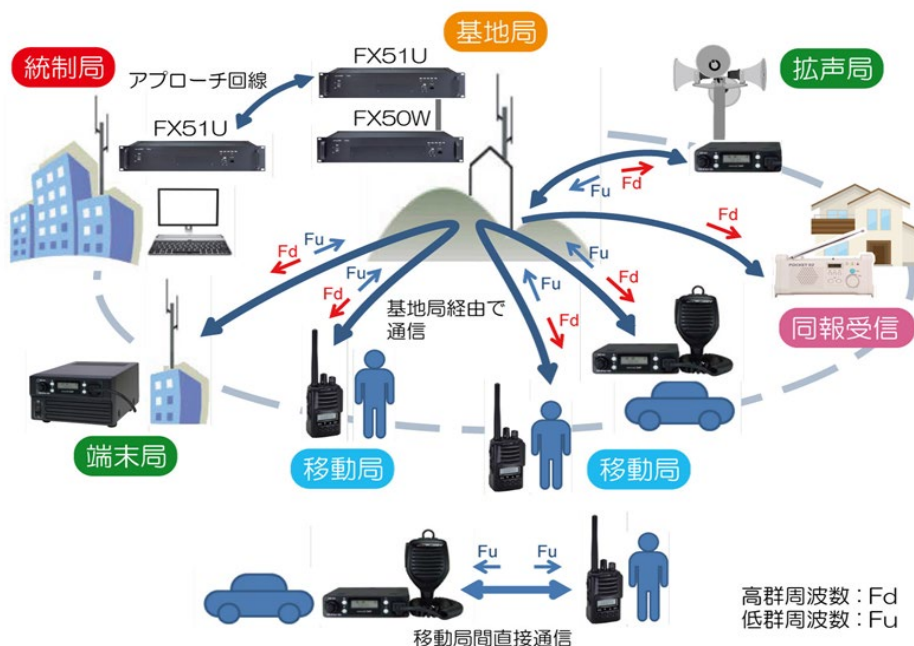 基地局
統制局
FX51U
拡声局
アプローチ回線
FX51U
FX50W
Fu
Fd
Fd
Fd
Fu
Fu
Fd
Fu
Fu
Fd
Fd
基地局経由で
通信
同報受信
端末局
移動局
移動局
Fu
Fu
高群周波数：Fd
低群周波数：Fu
移動局間直接通信